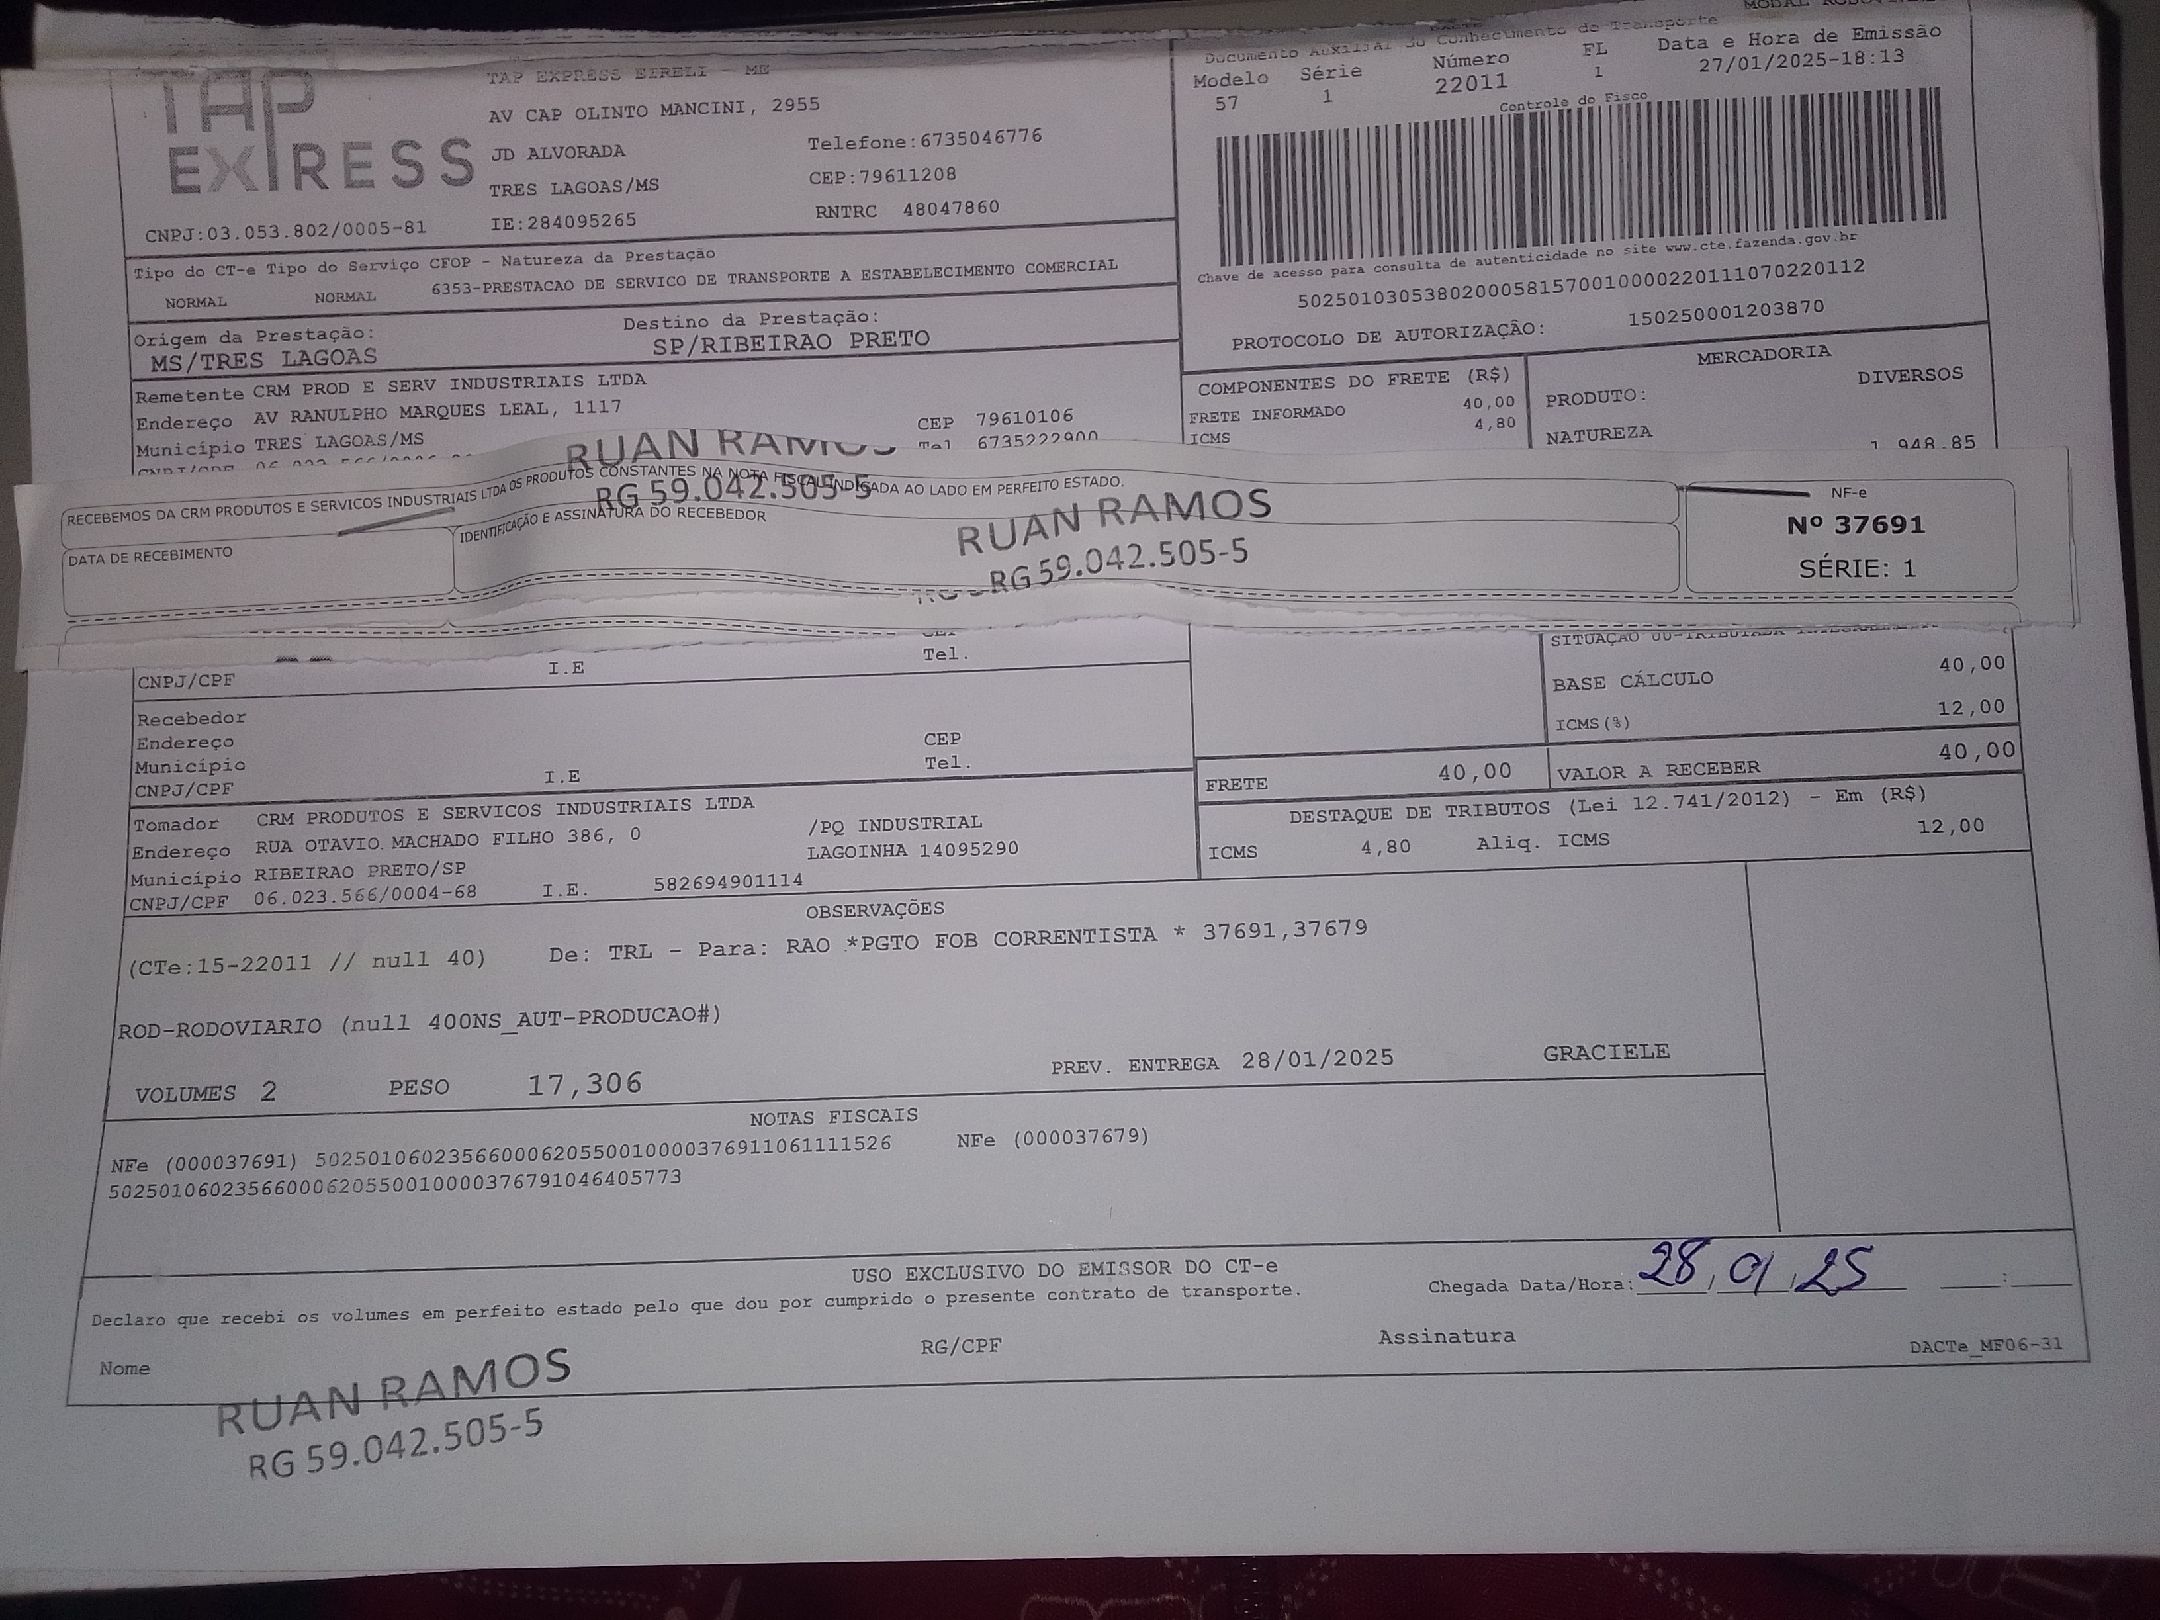 TAP EXPRESS
TAP EXPRESS EIRELI - ME
AV CAP OLINTO MANCINI, 2955
JD ALVORADA
Telefone:6735046776
TRES LAGOAS/MS
CEP:79611208
CNPJ:03.053.802/0005-81
IE:284095265
RNTRC 48047860
Documento Auxiliar do Conhecimento de Transporte
Modelo Série Número FL Data e Hora de Emissão
57 1 22011 1 27/01/2025-18:13
Controle do Fisco
Chave de acesso para consulta de autenticidade no site www.cte.fazenda.gov.br
50250103053802000581570010000220111070220112
PROTOCOLO DE AUTORIZAÇÃO: 150250001203870
Tipo do CT-e Tipo do Serviço CFOP - Natureza da Prestação
NORMAL NORMAL 6353-PRESTACAO DE SERVICO DE TRANSPORTE A ESTABELECIMENTO COMERCIAL
Origem da Prestação: Destino da Prestação:
MS/TRES LAGOAS SP/RIBEIRAO PRETO
Remetente CRM PROD E SERV INDUSTRIAIS LTDA
Endereço AV RANULPHO MARQUES LEAL, 1117 CEP 79610106
Município TRES LAGOAS/MS Tel 6735222900
COMPONENTES DO FRETE (R$)
FRETE INFORMADO 40,00
ICMS 4,80
MERCADORIA
PRODUTO: DIVERSOS
NATUREZA
1.948.85
RUAN RAMOS
RG 59.042.505-5
RECEBEMOS DA CRM PRODUTOS E SERVICOS INDUSTRIAIS LTDA OS PRODUTOS CONSTANTES NA NOTA FISCAL INDIGADA AO LADO EM PERFEITO ESTADO.
DATA DE RECEBIMENTO
IDENTIFICAÇÃO E ASSINATURA DO RECEBEDOR
RUAN RAMOS
RG 59.042.505-5
NF-e
Nº 37691
SÉRIE: 1
Tel.
CNPJ/CPF I.E
Recebedor
Endereço CEP
Município Tel.
CNPJ/CPF I.E
BASE CÁLCULO 40,00
ICMS(%) 12,00
FRETE 40,00 VALOR A RECEBER 40,00
DESTAQUE DE TRIBUTOS (Lei 12.741/2012) - Em (R$)
ICMS 4,80 Aliq. ICMS 12,00
Tomador CRM PRODUTOS E SERVICOS INDUSTRIAIS LTDA
Endereço RUA OTAVIO MACHADO FILHO 386, 0 /PQ INDUSTRIAL
Município RIBEIRAO PRETO/SP LAGOINHA 14095290
CNPJ/CPF 06.023.566/0004-68 I.E. 582694901114
OBSERVAÇÕES
(CTe:15-22011 // null 40) De: TRL - Para: RAO *PGTO FOB CORRENTISTA * 37691,37679
ROD-RODOVIARIO (null 400NS_AUT-PRODUCAO#)
VOLUMES 2 PESO 17,306 PREV. ENTREGA 28/01/2025 GRACIELE
NOTAS FISCAIS
NFe (000037691) 50250106023566000620550010000376911061111526 NFe (000037679)
50250106023566000620550010000376791046405773
USO EXCLUSIVO DO EMISSOR DO CT-e
Declaro que recebi os volumes em perfeito estado pelo que dou por cumprido o presente contrato de transporte.
Chegada Data/Hora: 28/01/25 :
Nome RG/CPF Assinatura
DACTe_MF06-31
RUAN RAMOS
RG 59.042.505-5